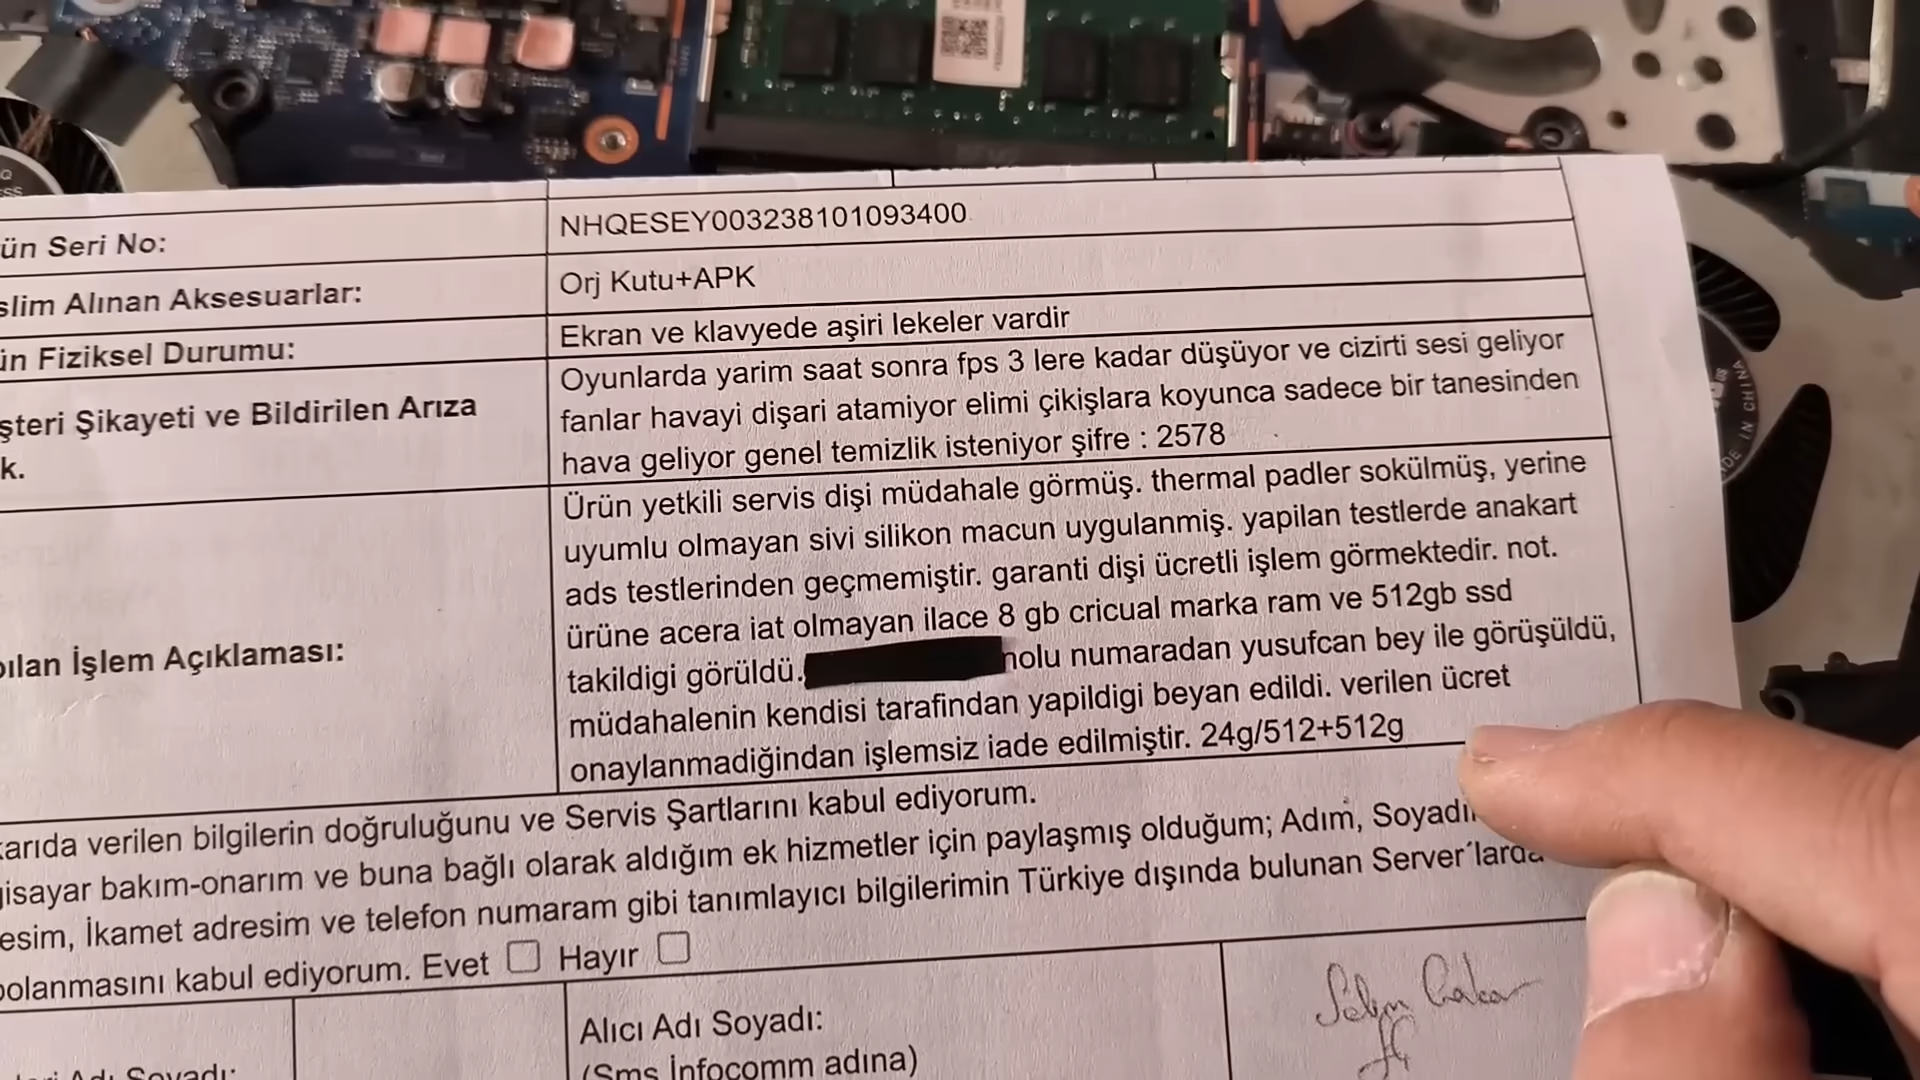 ün Seri No:
NHQESEY003238101093400
slim Alınan Aksesuarlar:
Orj Kutu+APK
ün Fiziksel Durumu:
Ekran ve klavyede aşiri lekeler vardir
şteri Şikayeti ve Bildirilen Arıza
k.
Oyunlarda yarim saat sonra fps 3 lere kadar düşüyor ve cizirti sesi geliyor
fanlar havayi dişari atamiyor elimi çikişlara koyunca sadece bir tanesinden
hava geliyor genel temizlik isteniyor şifre : 2578
ılan İşlem Açıklaması:
Ürün yetkili servis dişi müdahale görmüş. thermal padler sokülmüş, yerine
uyumlu olmayan sivi silikon macun uygulanmiş. yapilan testlerde anakart
ads testlerinden geçmemiştir. garanti dişi ücretli işlem görmektedir. not.
ürüne acera iat olmayan ilace 8 gb cricual marka ram ve 512gb ssd
takildigi görüldü. nolu numaradan yusufcan bey ile görüşüldü,
müdahalenin kendisi tarafindan yapildigi beyan edildi. verilen ücret
onaylanmadiğindan işlemsiz iade edilmiştir. 24g/512+512g
arıda verilen bilgilerin doğruluğunu ve Servis Şartlarını kabul ediyorum.
gisayar bakım-onarım ve buna bağlı olarak aldığım ek hizmetler için paylaşmış olduğum; Adım, Soyadı
esim, İkamet adresim ve telefon numaram gibi tanımlayıcı bilgilerimin Türkiye dışında bulunan Server´larda
polanmasını kabul ediyorum. Evet Hayır
Alıcı Adı Soyadı:
(Sms İnfocomm adına)
Adı Soyadı:
MADE IN CHINA